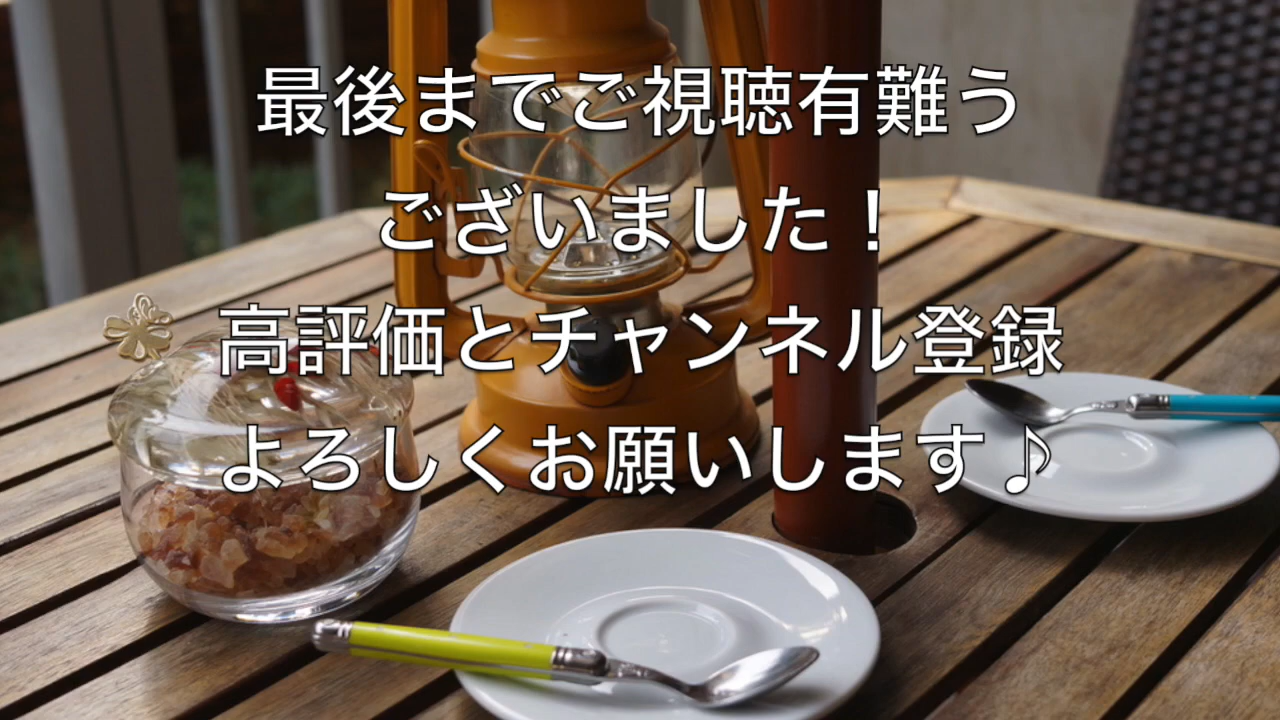 最後までご視聴有難う
ございました！
高評価とチャンネル登録
よろしくお願いします♪